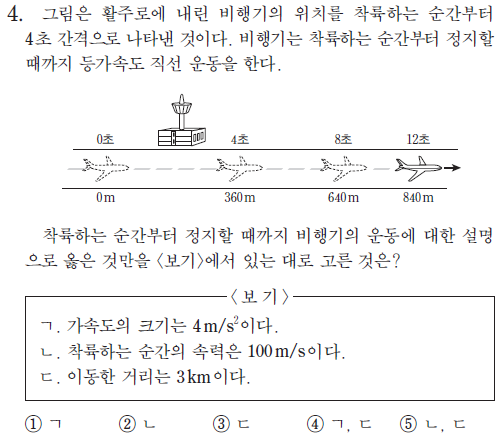 4. 그림은 활주로에 내린 비행기의 위치를 착륙하는 순간부터
4초 간격으로 나타낸 것이다. 비행기는 착륙하는 순간부터 정지할
때까지 등가속도 직선 운동을 한다.
0초 4초 8초 12초
0m 360m 640m 840m
착륙하는 순간부터 정지할 때까지 비행기의 운동에 대한 설명
으로 옳은 것만을 <보기>에서 있는 대로 고른 것은?
<보 기>
ㄱ. 가속도의 크기는 4m/s²이다.
ㄴ. 착륙하는 순간의 속력은 100m/s이다.
ㄷ. 이동한 거리는 3km이다.
① ㄱ ② ㄴ ③ ㄷ ④ ㄱ, ㄷ ⑤ ㄴ, ㄷ